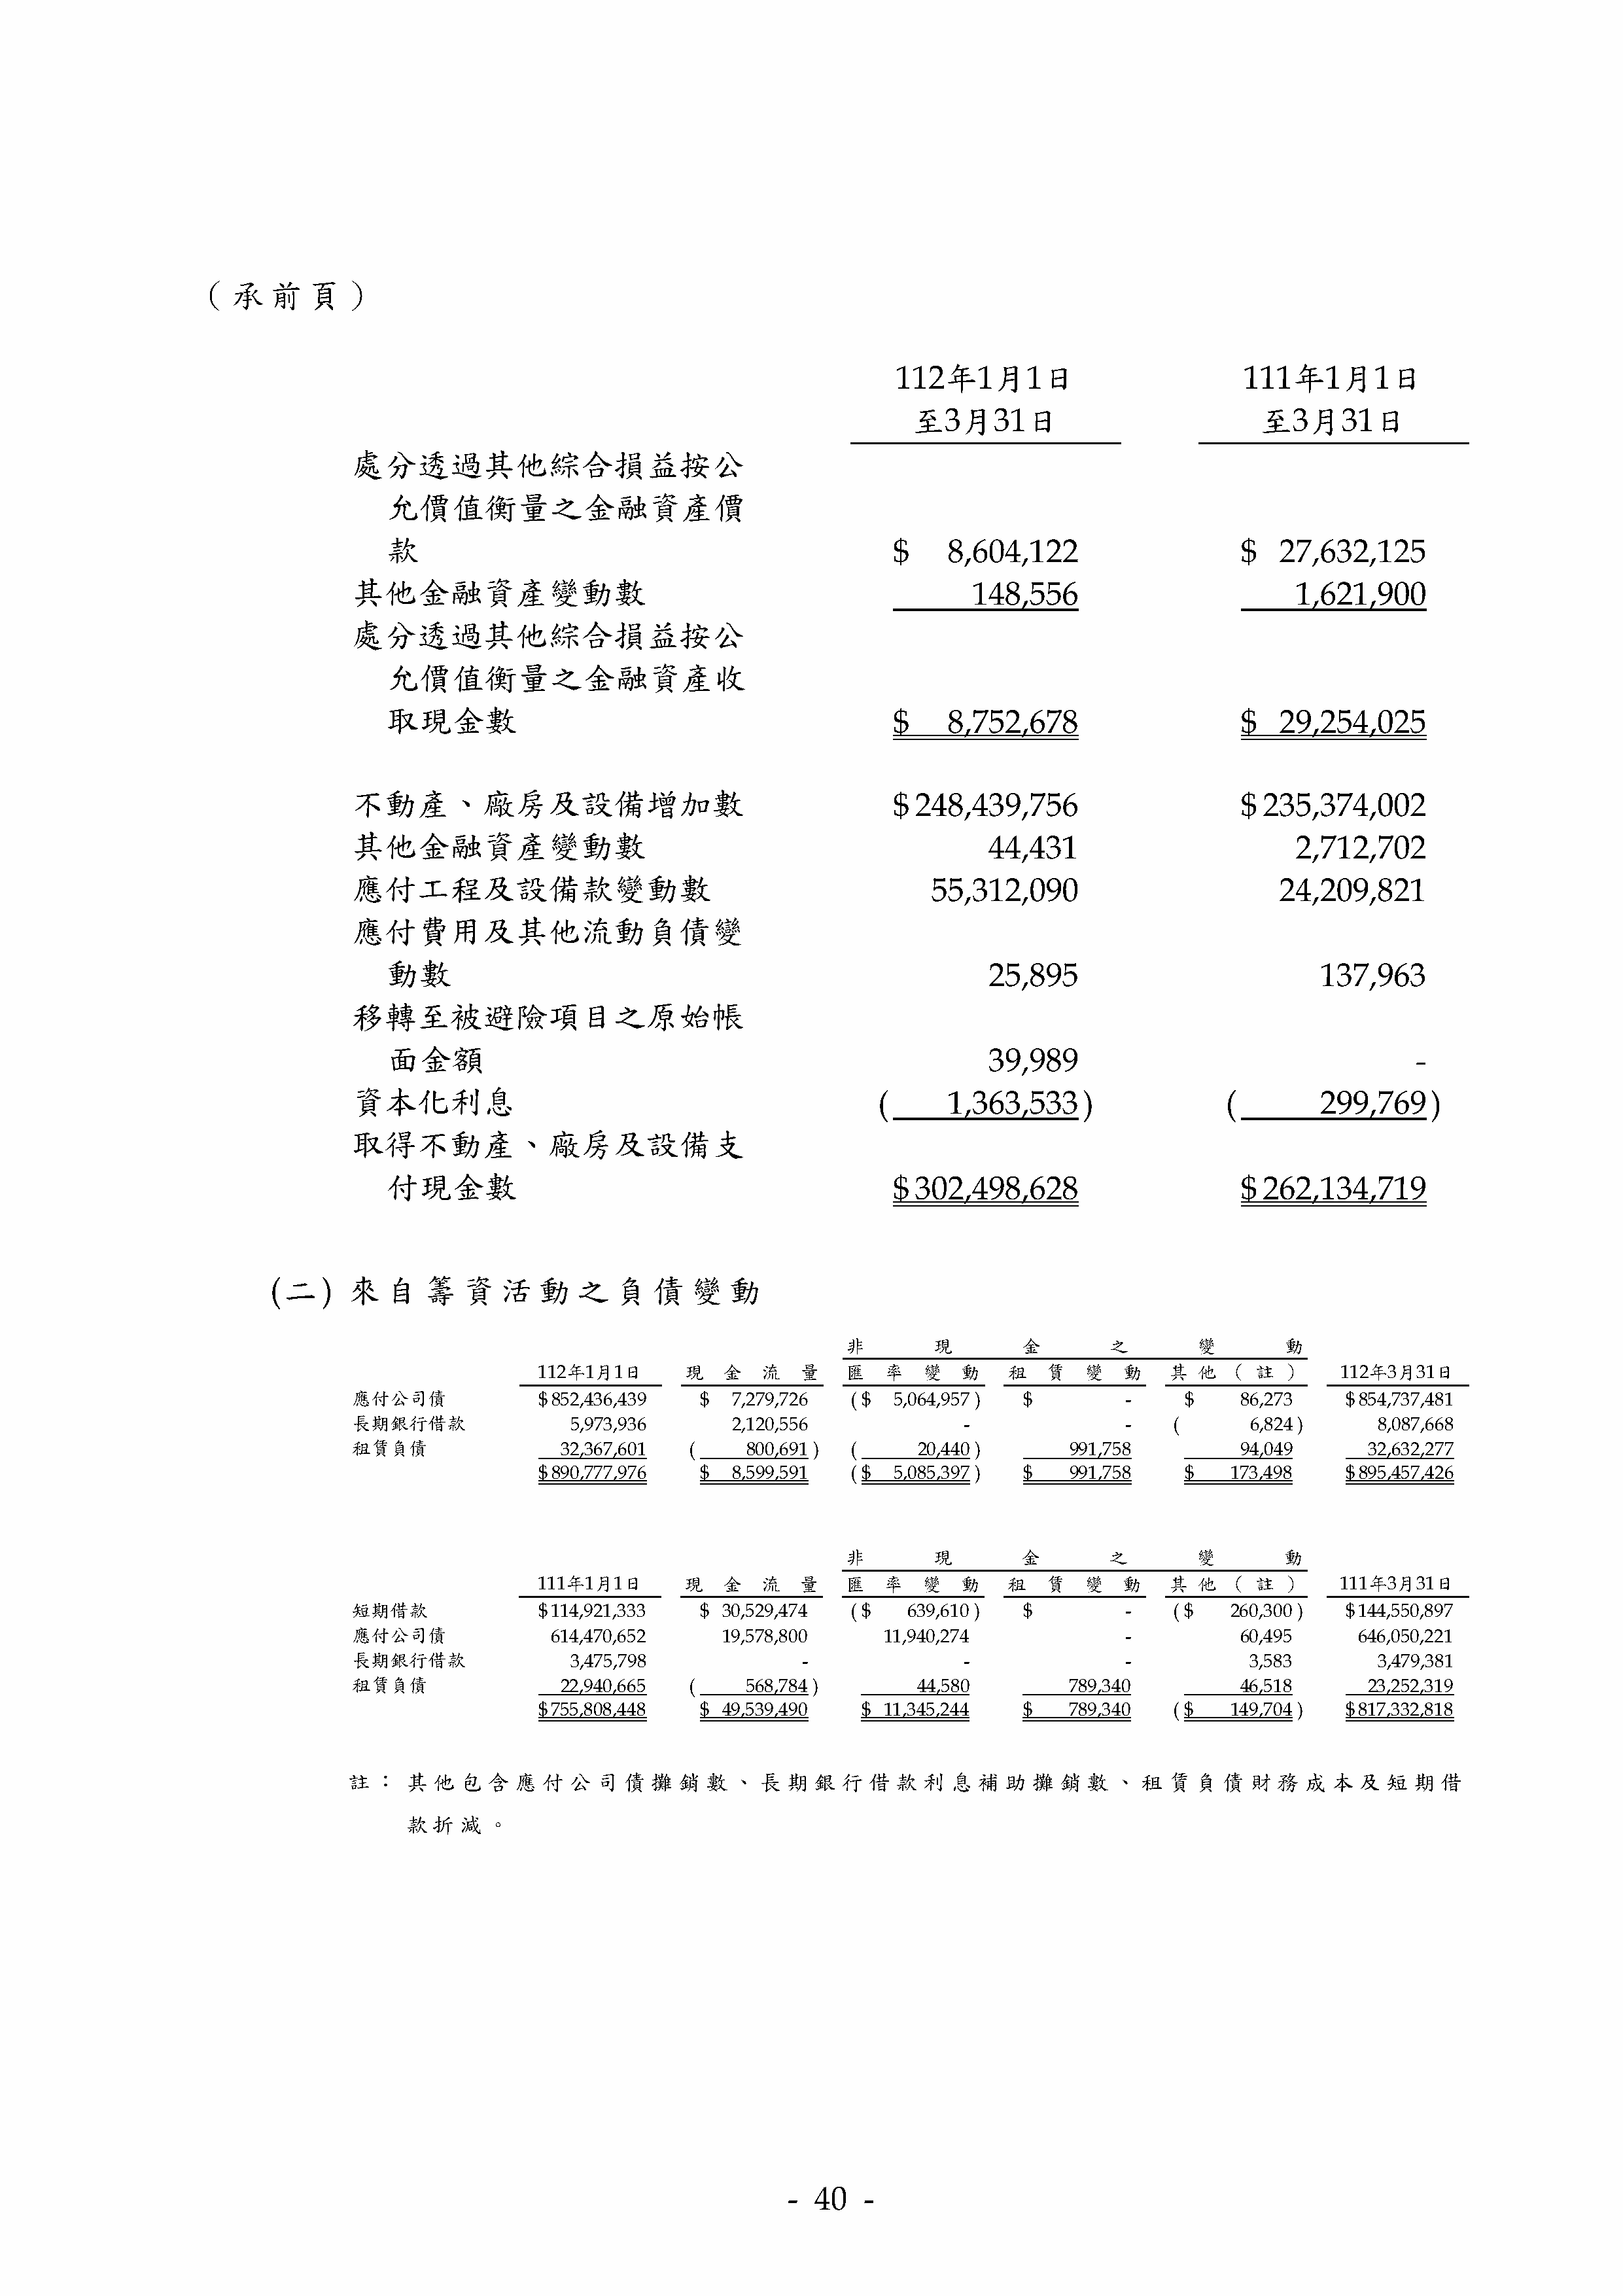 （承前頁）
112年1月1日 111年1月1日
至3月31日 至3月31日
處分透過其他綜合損益按公
允價值衡量之金融資產價
款 $ 8,604,122 $ 27,632,125
其他金融資產變動數 148,556 1,621,900
處分透過其他綜合損益按公
允價值衡量之金融資產收
取現金數 $ 8,752,678 $ 29,254,025
不動產、廠房及設備增加數 $248,439,756 $235,374,002
其他金融資產變動數 44,431 2,712,702
應付工程及設備款變動數 55,312,090 24,209,821
應付費用及其他流動負債變
動數 25,895 137,963
移轉至被避險項目之原始帳
面金額 39,989 -
資本化利息 ( 1,363,533) ( 299,769)
取得不動產、廠房及設備支
付現金數 $302,498,628 $262,134,719
(二) 來自籌資活動之負債變動
非現金之變動
112年1月1日 現金流量 匯率變動 租賃變動 其他（註） 112年3月31日
應付公司債 $852,436,439 $ 7,279,726 ($ 5,064,957) $ - $ 86,273 $854,737,481
長期銀行借款 5,973,936 2,120,556 - - ( 6,824) 8,087,668
租賃負債 32,367,601 ( 800,691) ( 20,440) 991,758 94,049 32,632,277
$890,777,976 $ 8,599,591 ($ 5,085,397) $ 991,758 $ 173,498 $895,457,426
非現金之變動
111年1月1日 現金流量 匯率變動 租賃變動 其他（註） 111年3月31日
短期借款 $114,921,333 $ 30,529,474 ($ 639,610) $ - ($ 260,300) $144,550,897
應付公司債 614,470,652 19,578,800 11,940,274 - 60,495 646,050,221
長期銀行借款 3,475,798 - - - 3,583 3,479,381
租賃負債 22,940,665 ( 568,784) 44,580 789,340 46,518 23,252,319
$755,808,448 $ 49,539,490 $ 11,345,244 $ 789,340 ($ 149,704) $817,332,818
註：其他包含應付公司債攤銷數、長期銀行借款利息補助攤銷數、租賃負債財務成本及短期借
款折減。
- 40 -